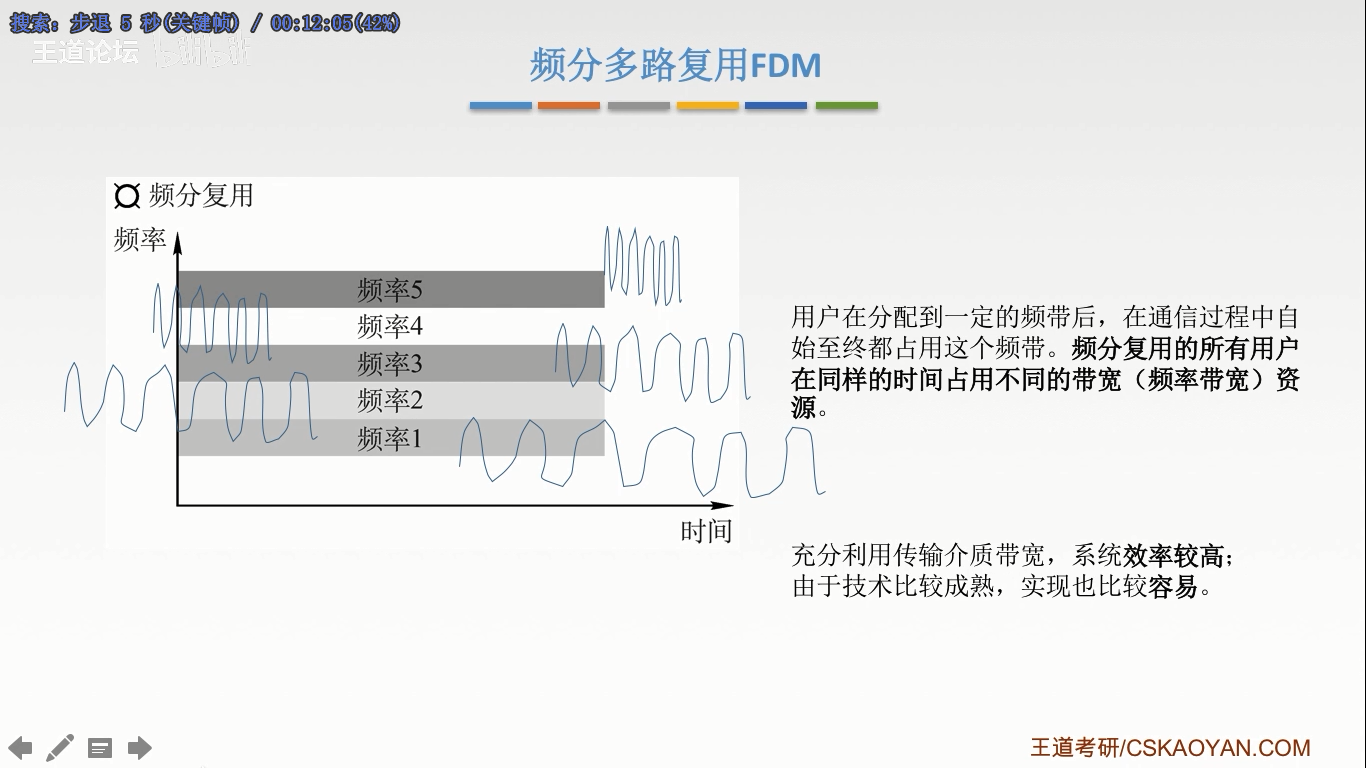 搜索: 步退 5 秒(关键帧) / 00:12:05(42%)
王道论坛 bilibili
频分多路复用FDM
频分复用
频率
频率5
频率4
频率3
频率2
频率1
时间
用户在分配到一定的频带后，在通信过程中自
始至终都占用这个频带。频分复用的所有用户
在同样的时间占用不同的带宽（频率带宽）资
源。
充分利用传输介质带宽，系统效率较高；
由于技术比较成熟，实现也比较容易。
王道考研/CSKAOYAN.COM